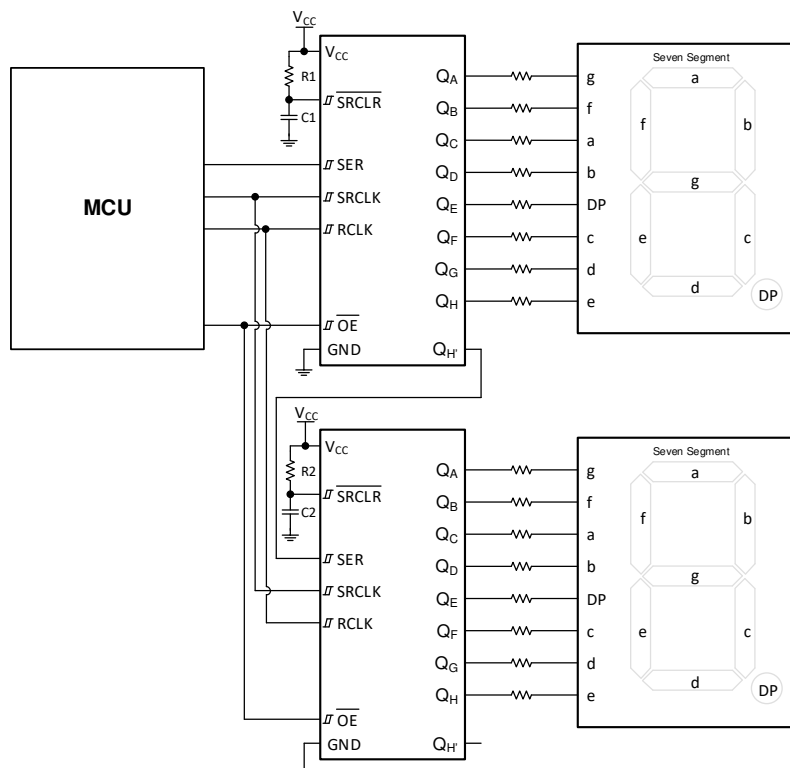 VCC
VCC
R1
SRCLR
C1
MCU
SER
SRCLK
RCLK
OE
GND
QA
QB
QC
QD
QE
QF
QG
QH
QH'
Seven Segment
g
f
a
b
DP
c
d
e
a
f
b
g
e
c
d
DP
VCC
VCC
R2
SRCLR
C2
SER
SRCLK
RCLK
OE
GND
QA
QB
QC
QD
QE
QF
QG
QH
QH'
Seven Segment
g
f
a
b
DP
c
d
e
a
f
b
g
e
c
d
DP